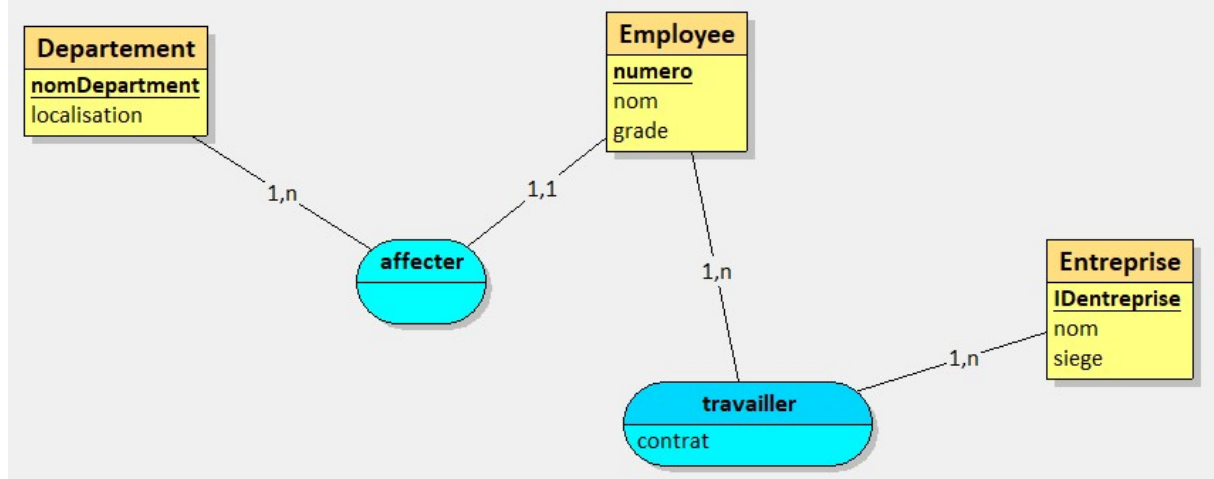 Departement
nomDepartment
localisation
Employee
numero
nom
grade
1,n
1,1
affecter
1,n
Entreprise
IDentreprise
nom
siege
1,n
travailler
contrat